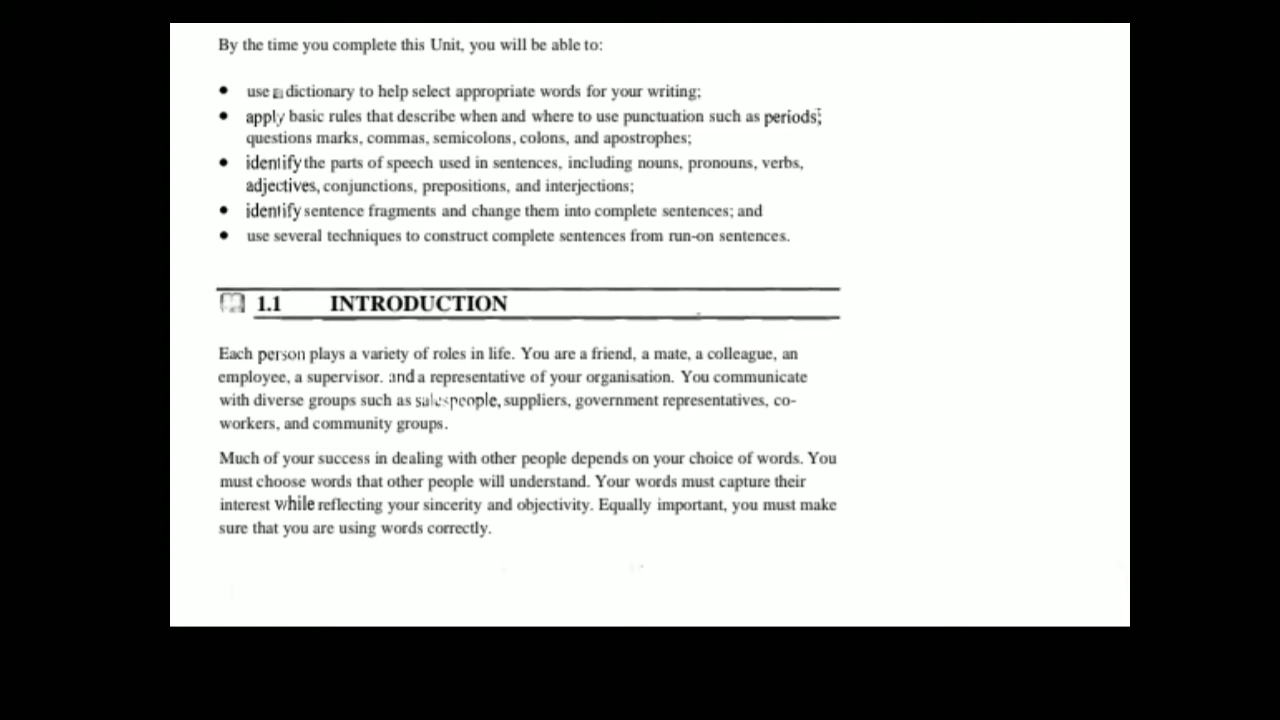 By the time you complete this Unit, you will be able to:
• use a dictionary to help select appropriate words for your writing;
• apply basic rules that describe when and where to use punctuation such as periods;
questions marks, commas, semicolons, colons, and apostrophes;
• identify the parts of speech used in sentences, including nouns, pronouns, verbs,
adjectives, conjunctions, prepositions, and interjections;
• identify sentence fragments and change them into complete sentences; and
• use several techniques to construct complete sentences from run-on sentences.
1.1 INTRODUCTION
Each person plays a variety of roles in life. You are a friend, a mate, a colleague, an
employee, a supervisor. and a representative of your organisation. You communicate
with diverse groups such as salespeople, suppliers, government representatives, co-
workers, and community groups.
Much of your success in dealing with other people depends on your choice of words. You
must choose words that other people will understand. Your words must capture their
interest while reflecting your sincerity and objectivity. Equally important, you must make
sure that you are using words correctly.